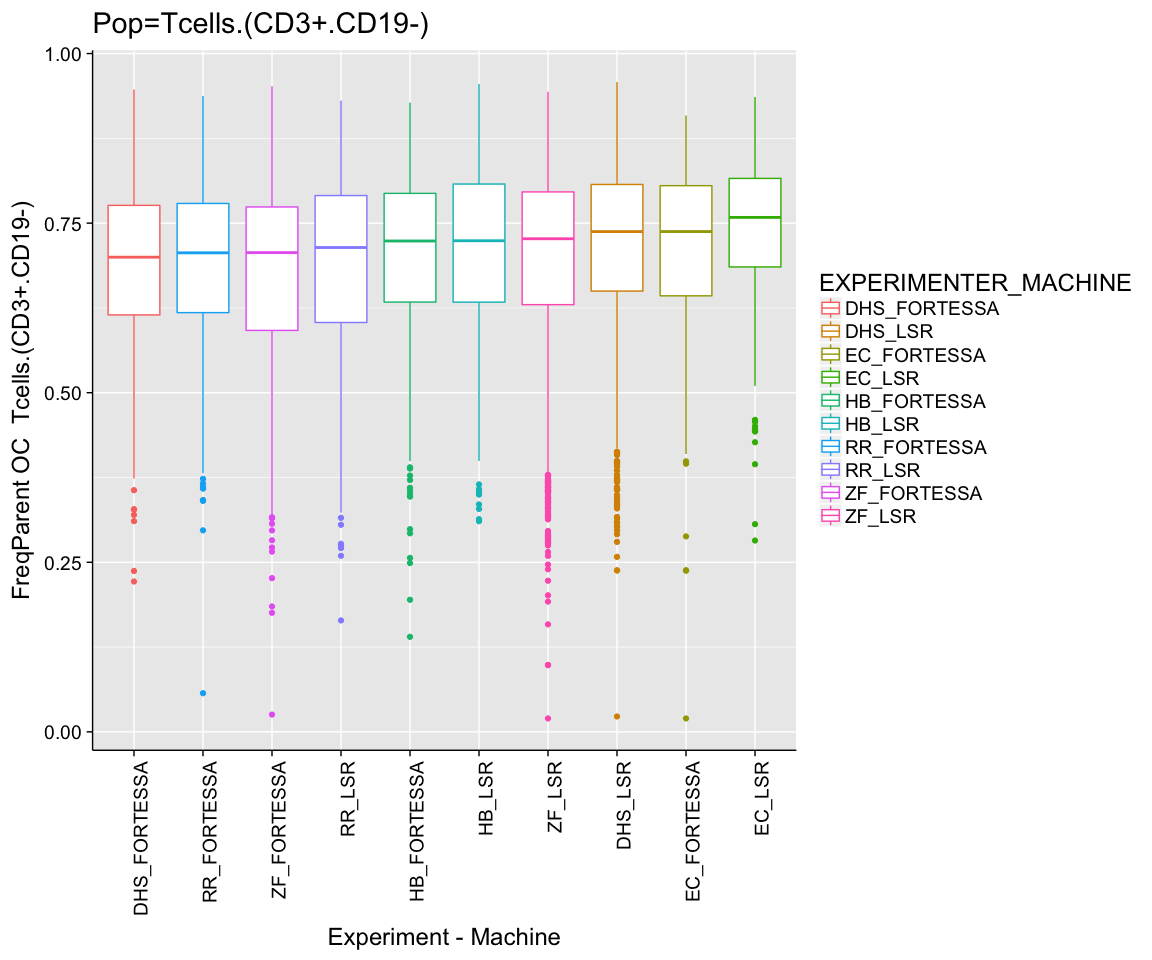 Pop=Tcells.(CD3+.CD19-)
FreqParent OC  Tcells.(CD3+.CD19-)
1.00
0.75
0.50
0.25
0.00
DHS_FORTESSA
RR_FORTESSA
ZF_FORTESSA
RR_LSR
HB_FORTESSA
HB_LSR
ZF_LSR
DHS_LSR
EC_FORTESSA
EC_LSR
Experiment - Machine
EXPERIMENTER_MACHINE
DHS_FORTESSA
DHS_LSR
EC_FORTESSA
EC_LSR
HB_FORTESSA
HB_LSR
RR_FORTESSA
RR_LSR
ZF_FORTESSA
ZF_LSR